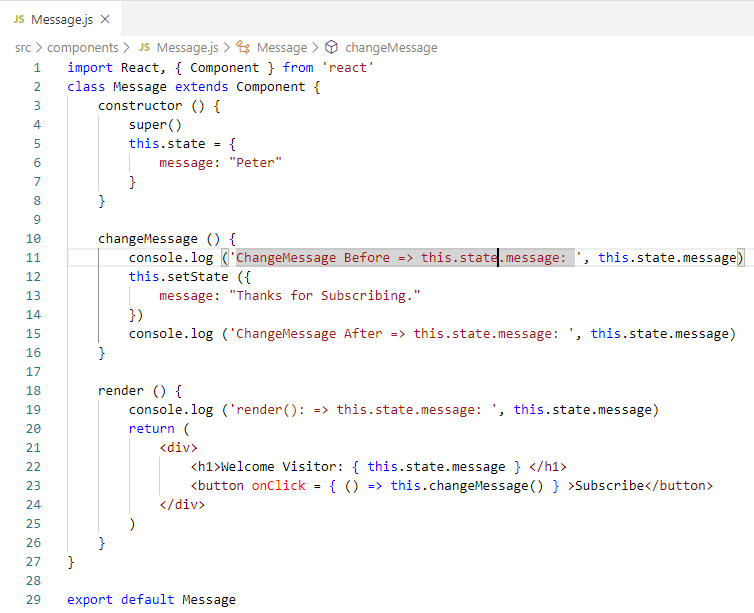 JS Message.js ×
src > components > JS Message.js > Message > changeMessage
1 import React, { Component } from 'react'
2 class Message extends Component {
3     constructor () {
4         super()
5         this.state = {
6             message: "Peter"
7         }
8     }
9
10     changeMessage () {
11         console.log ('ChangeMessage Before => this.state.message: ', this.state.message)
12         this.setState ({
13             message: "Thanks for Subscribing."
14         })
15         console.log ('ChangeMessage After => this.state.message: ', this.state.message)
16     }
17
18     render () {
19         console.log ('render(): => this.state.message: ', this.state.message)
20         return (
21             <div>
22                 <h1>Welcome Visitor: { this.state.message } </h1>
23                 <button onClick = { () => this.changeMessage() } >Subscribe</button>
24             </div>
25         )
26     }
27 }
28
29 export default Message